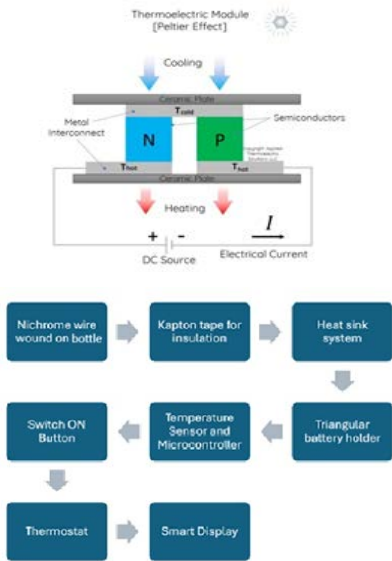 Thermoelectric Module
[Peltier Effect]
Cooling
Ceramic Plate
Tcold
Metal
Interconnect
N
P
Semiconductors
Thot
Thot
Ceramic Plate
Heating
+
-
I
DC Source
Electrical Current
Nichrome wire
wound on bottle
Kapton tape for
insulation
Heat sink
system
Switch ON
Button
Temperature
Sensor and
Microcontroller
Triangular
battery holder
Thermostat
Smart Display